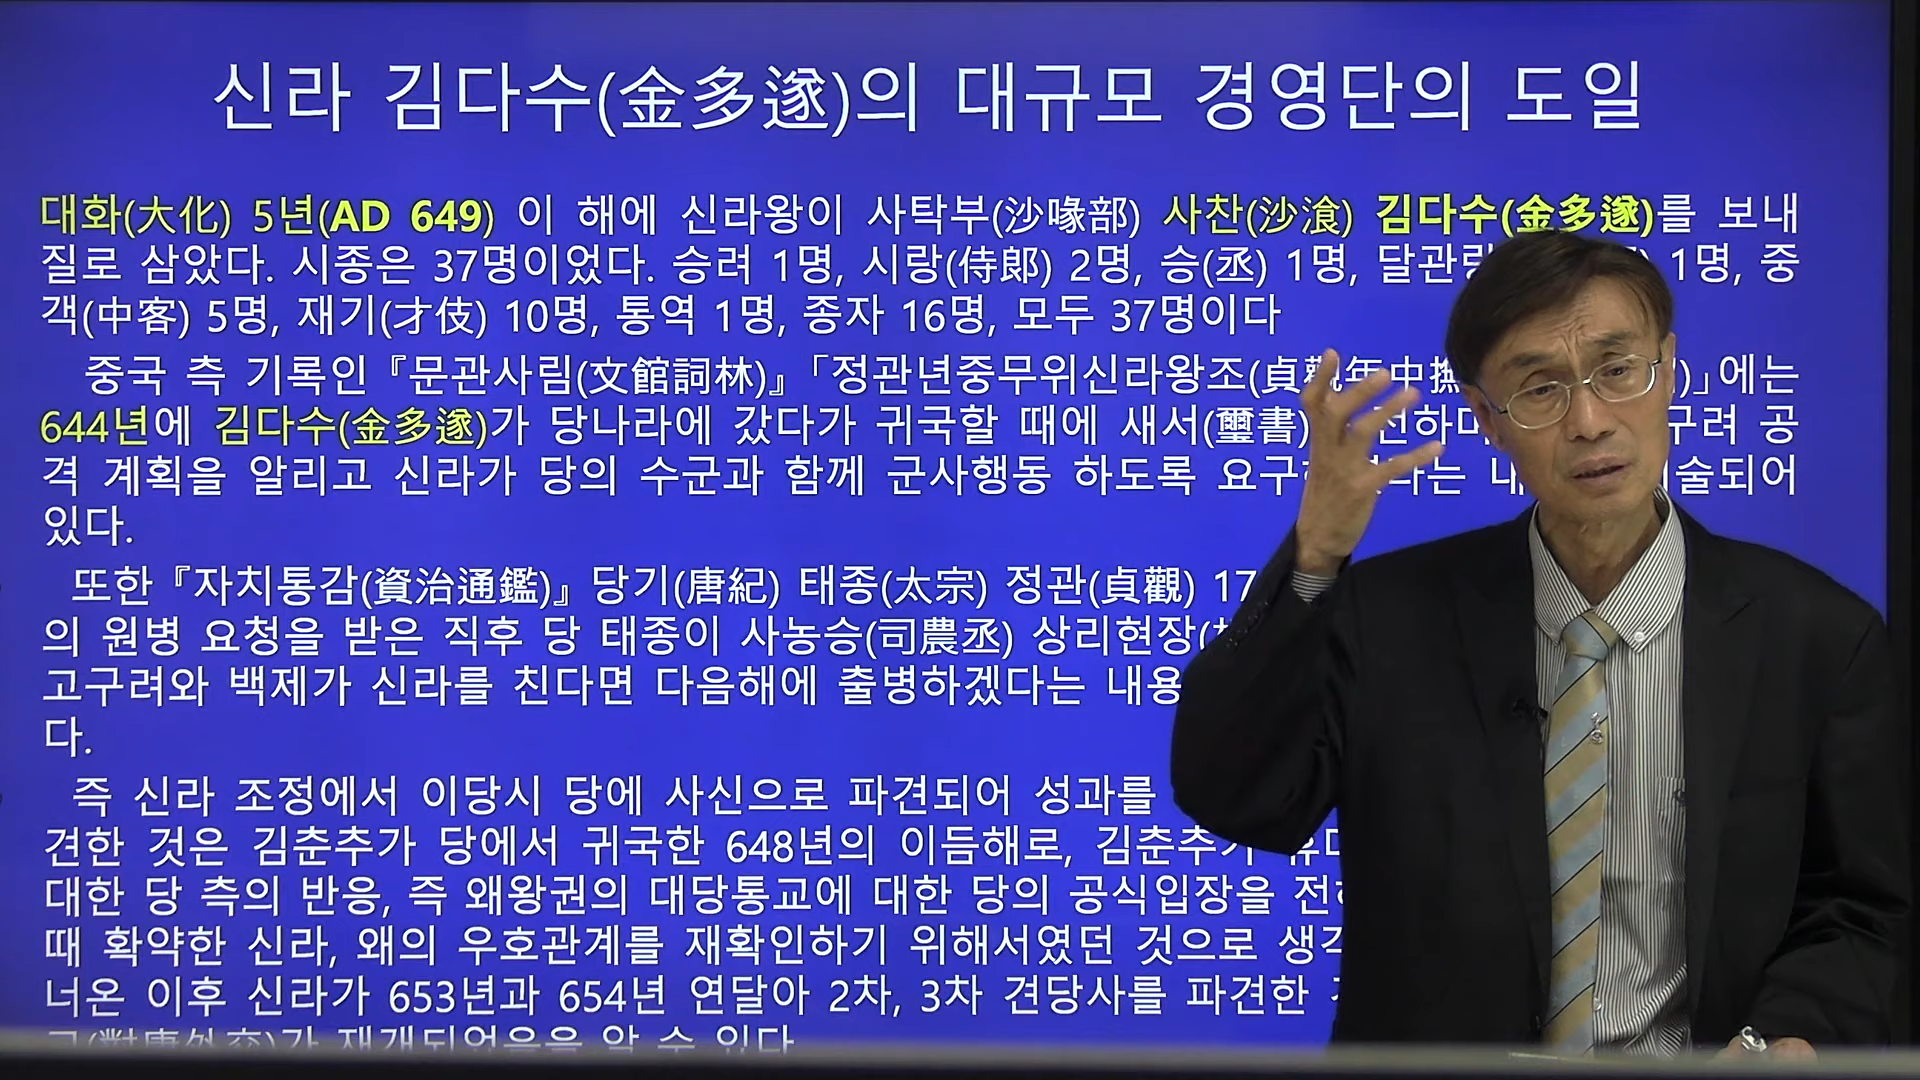 신라 김다수(金多遂)의 대규모 경영단의 도일
대화(大化) 5년(AD 649) 이 해에 신라왕이 사탁부(沙喙部) 사찬(沙湌) 김다수(金多遂)를 보내
질로 삼았다. 시종은 37명이었다. 승려 1명, 시랑(侍郞) 2명, 승(丞) 1명, 1명, 중
객(中客) 5명, 재기(才伎) 10명, 통역 1명, 종자 16명, 모두 37명이다
중국 측 기록인 『문관사림(文館詞林)』 「정관년중무위신라왕조(貞觀年中撫 )」에는
644년에 김다수(金多遂)가 당나라에 갔다가 귀국할 때에 새서(璽書) 공
격 계획을 알리고 신라가 당의 수군과 함께 군사행동 하도록
있다.
또한 『자치통감(資治通鑑)』 당기(唐紀) 태종(太宗) 정관(貞觀) 17
의 원병 요청을 받은 직후 당 태종이 사농승(司農丞) 상리현장(
고구려와 백제가 신라를 친다면 다음해에 출병하겠다는 내용
다.
즉 신라 조정에서 이당시 당에 사신으로 파견되어 성과를
견한 것은 김춘추가 당에서 귀국한 648년의 이듬해로, 김춘추가
대한 당 측의 반응, 즉 왜왕권의 대당통교에 대한 당의 공식입장을
때 확약한 신라, 왜의 우호관계를 재확인하기 위해서였던 것으로
너온 이후 신라가 653년과 654년 연달아 2차, 3차 견당사를 파견한
재개되었음을 알 수 있다